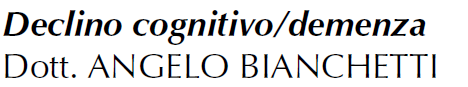 Declino cognitivo/demenza
Dott. ANGELO BIANCHETTI